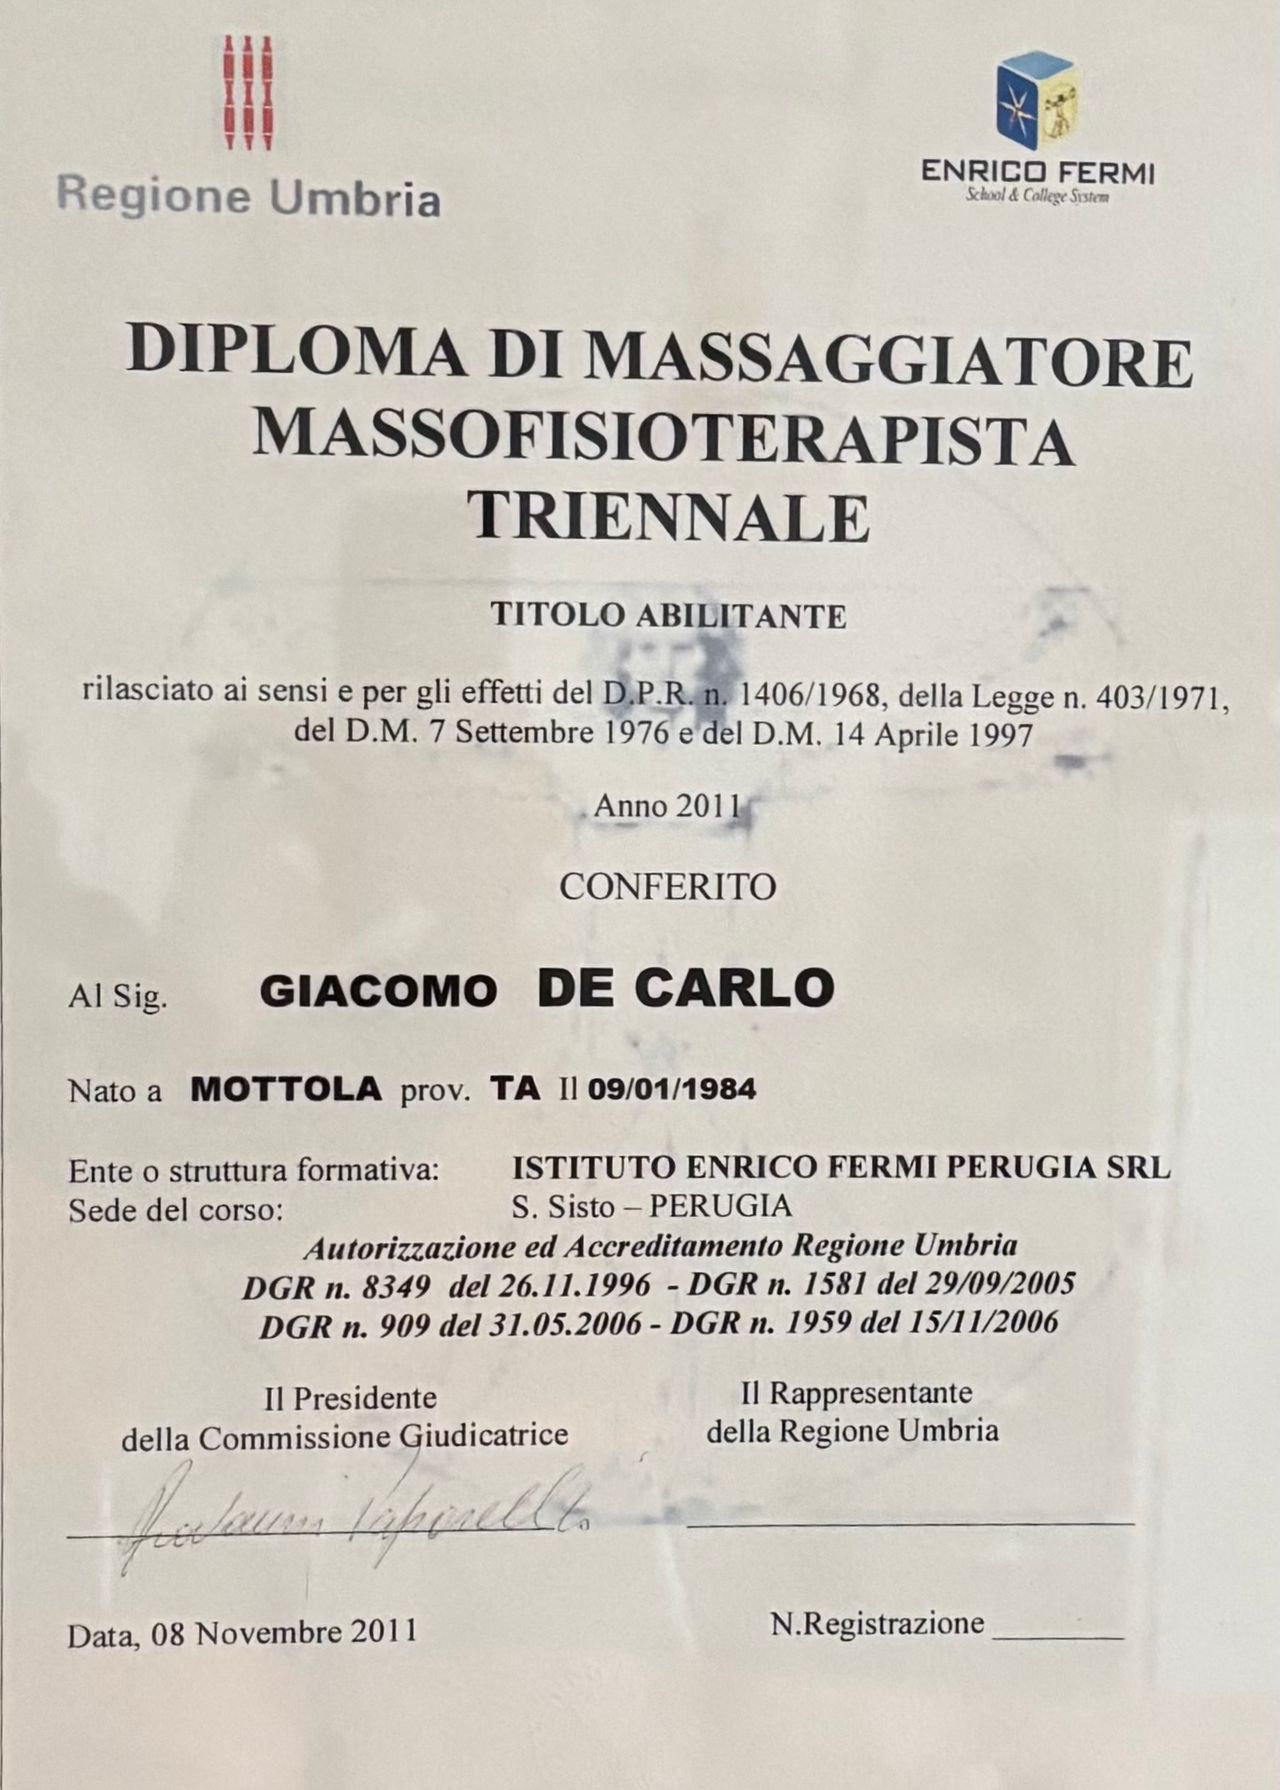 Regione Umbria
ENRICO FERMI
School & College System
DIPLOMA DI MASSAGGIATORE
MASSOFISIOTERAPISTA
TRIENNALE
TITOLO ABILITANTE
rilasciato ai sensi e per gli effetti del D.P.R. n. 1406/1968, della Legge n. 403/1971,
del D.M. 7 Settembre 1976 e del D.M. 14 Aprile 1997
Anno 2011
CONFERITO
Al Sig. GIACOMO DE CARLO
Nato a MOTTOLA prov. TA Il 09/01/1984
Ente o struttura formativa: ISTITUTO ENRICO FERMI PERUGIA SRL
Sede del corso: S. Sisto – PERUGIA
Autorizzazione ed Accreditamento Regione Umbria
DGR n. 8349 del 26.11.1996 - DGR n. 1581 del 29/09/2005
DGR n. 909 del 31.05.2006 - DGR n. 1959 del 15/11/2006
Il Presidente
della Commissione Giudicatrice
Il Rappresentante
della Regione Umbria
Data, 08 Novembre 2011
N.Registrazione